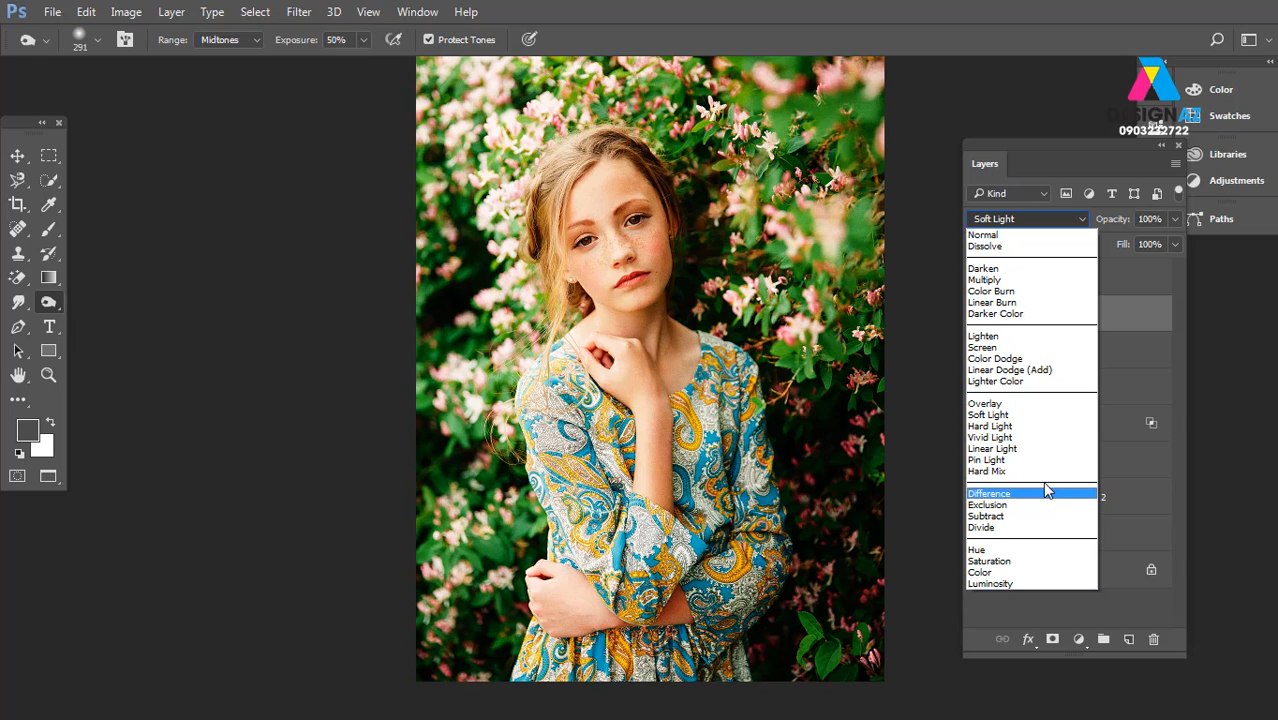 Ps File Edit Image Layer Type Select Filter 3D View Window Help
291 Range: Midtones Exposure: 50% Protect Tones
DESIGN
0903222722
Color
Swatches
Libraries
Adjustments
Paths
Layers
Kind
Soft Light Opacity: 100%
Fill: 100%
Normal
Dissolve
Darken
Multiply
Color Burn
Linear Burn
Darker Color
Lighten
Screen
Color Dodge
Linear Dodge (Add)
Lighter Color
Overlay
Soft Light
Hard Light
Vivid Light
Linear Light
Pin Light
Hard Mix
Difference
2
Exclusion
Subtract
Divide
Hue
Saturation
Color
Luminosity
fx